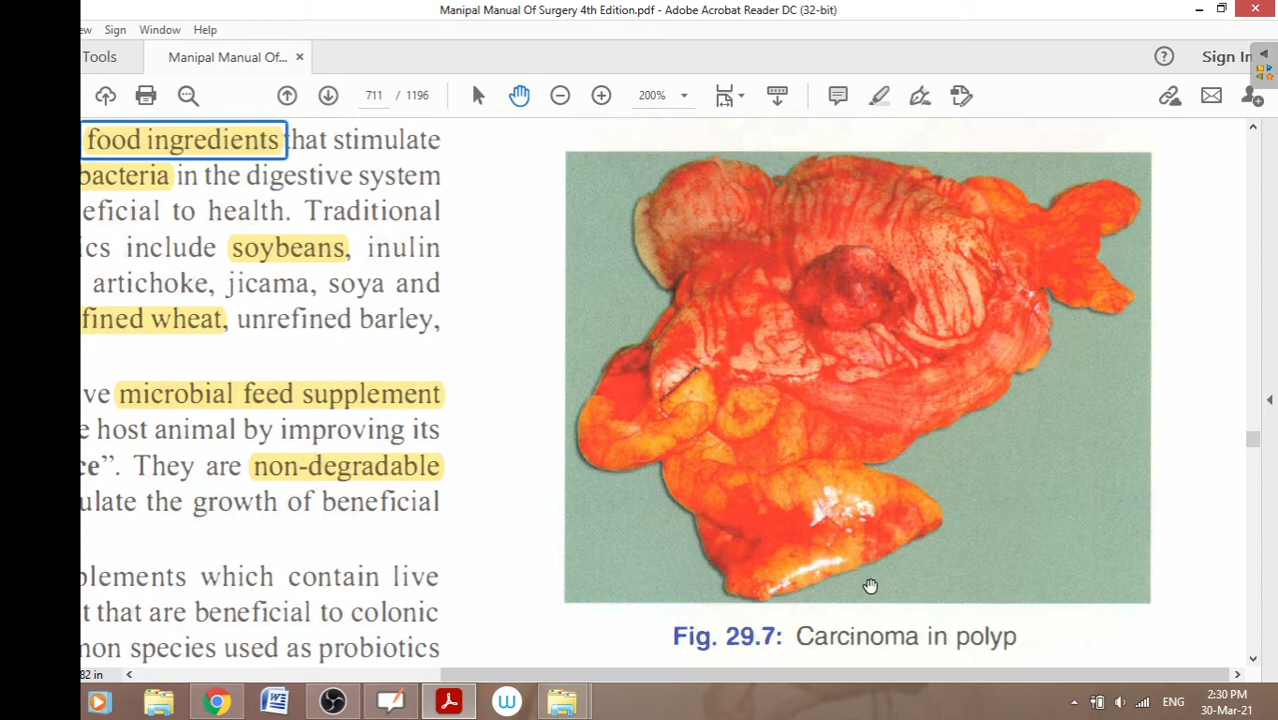 Manipal Manual Of Surgery 4th Edition.pdf - Adobe Acrobat Reader DC (32-bit)
Sign Window Help
Tools Manipal Manual Of... × Sign In
711 / 1196 200%
food ingredients that stimulate
bacteria in the digestive system
eficial to health. Traditional
ics include soybeans, inulin
artichoke, jicama, soya and
fined wheat, unrefined barley,
ve microbial feed supplement
e host animal by improving its
ce”. They are non-degradable
ulate the growth of beneficial
plements which contain live
t that are beneficial to colonic
mon species used as probiotics
Fig. 29.7: Carcinoma in polyp
82 in
ENG
2:30 PM
30-Mar-21